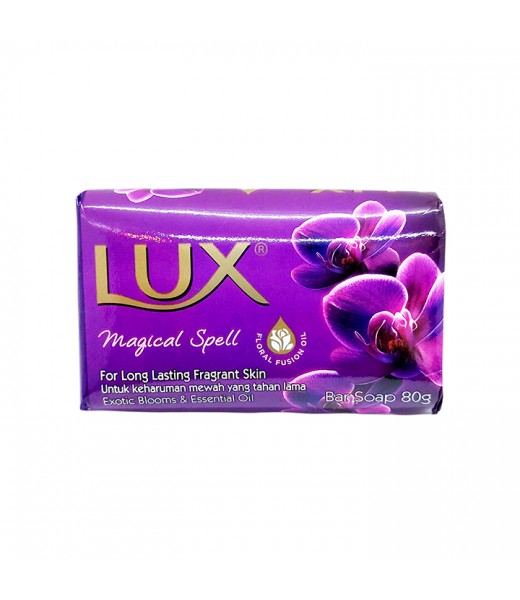 LUX®
Magical Spell
FLORAL FUSION OIL
For Long Lasting Fragrant Skin
Untuk keharuman mewah yang tahan lama
Exotic Blooms & Essential Oil
Bar Soap 80g